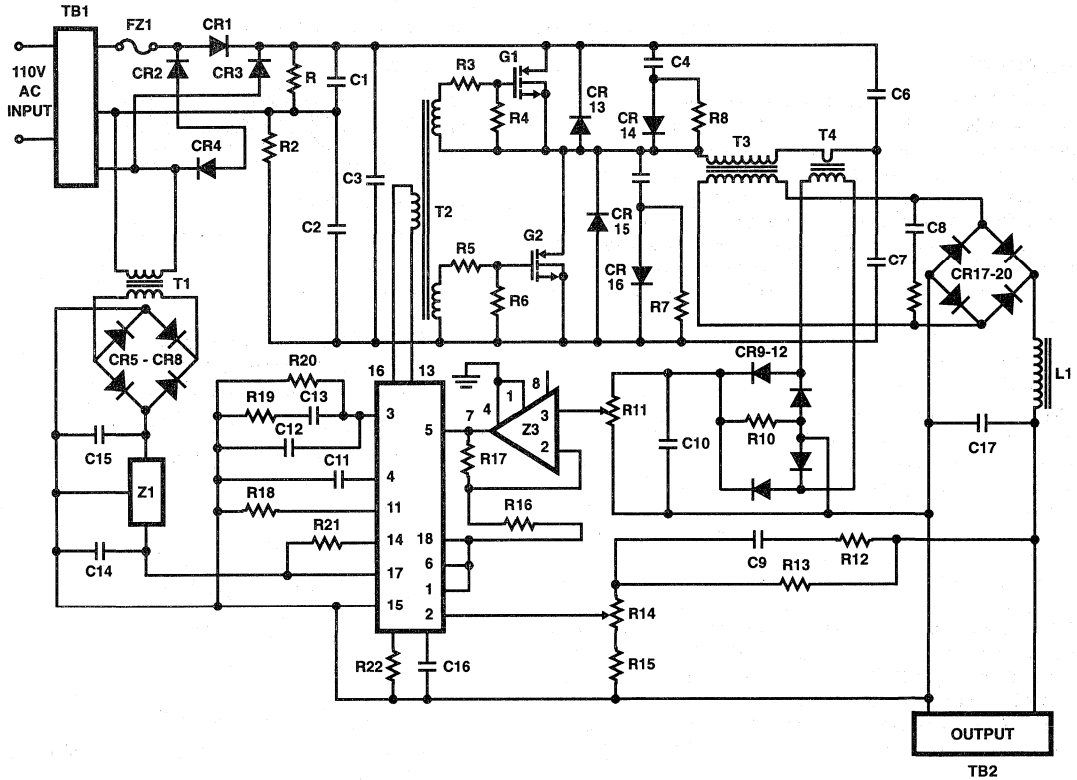 TB1
FZ1
CR1
G1
C4
110V
AC
INPUT
CR2
CR3
R
C1
R3
R4
CR
13
CR
14
R8
C6
T3
T4
R2
CR4
C3
T2
C2
R5
G2
R6
CR
15
CR
16
R7
C7
C8
CR17-20
T1
CR5 - CR8
16
13
R20
R19
C13
C12
3
5
7
4
1
8
3
2
Z3
R17
R11
C10
CR9-12
R10
L1
C17
C15
Z1
C11
4
R18
11
R16
R21
14
18
C14
17
6
1
15
2
C9
R12
R13
R14
R15
R22
C16
OUTPUT
TB2